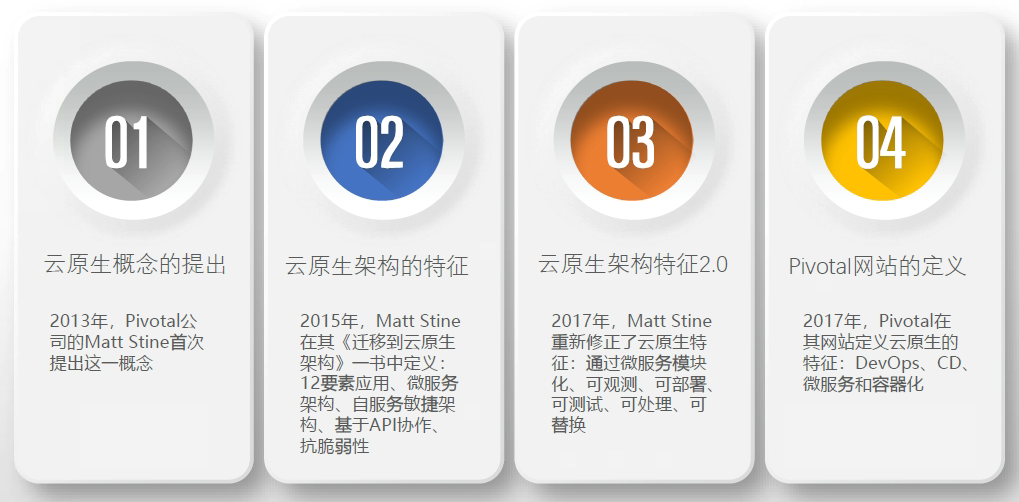 01
云原生概念的提出
2013年，Pivotal公
司的Matt Stine首次
提出这一概念
02
云原生架构的特征
2015年，Matt Stine
在其《迁移到云原生
架构》一书中定义：
12要素应用、微服务
架构、自服务敏捷架
构、基于API协作、
抗脆弱性
03
云原生架构特征2.0
2017年，Matt Stine
重新修正了云原生特
征：通过微服务模块
化、可观测、可部署、
可测试、可处理、可
替换
04
Pivotal网站的定义
2017年，Pivotal在
其网站定义云原生的
特征：DevOps、CD、
微服务和容器化